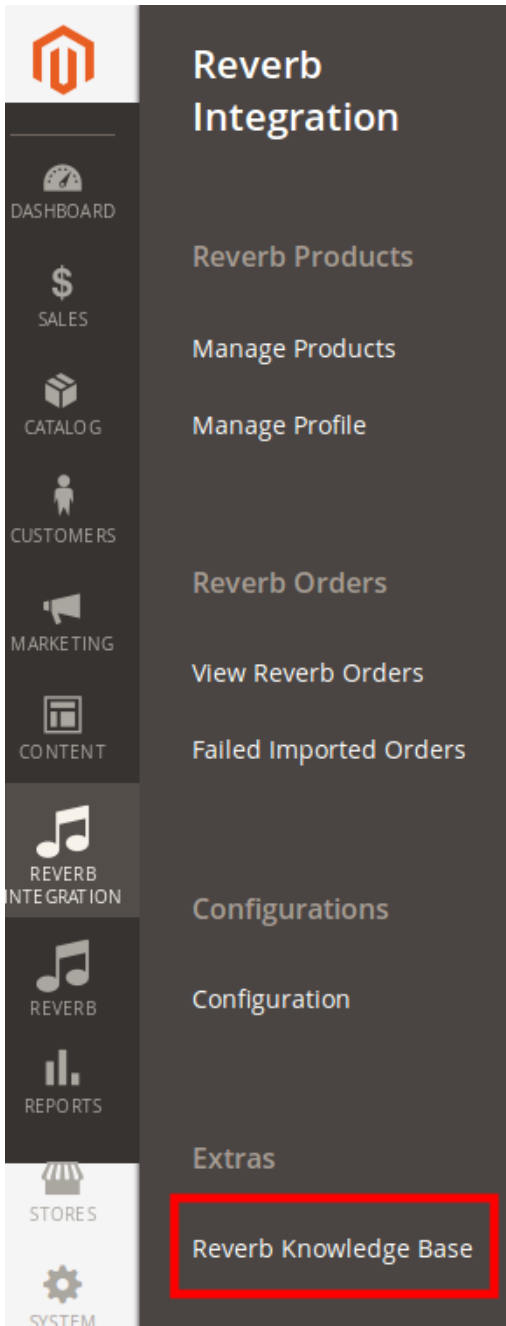 DASHBOARD
SALES
CATALOG
CUSTOMERS
MARKETING
CONTENT
REVERB
INTEGRATION
REVERB
REPORTS
STORES
SYSTEM
Reverb
Integration
Reverb Products
Manage Products
Manage Profile
Reverb Orders
View Reverb Orders
Failed Imported Orders
Configurations
Configuration
Extras
Reverb Knowledge Base